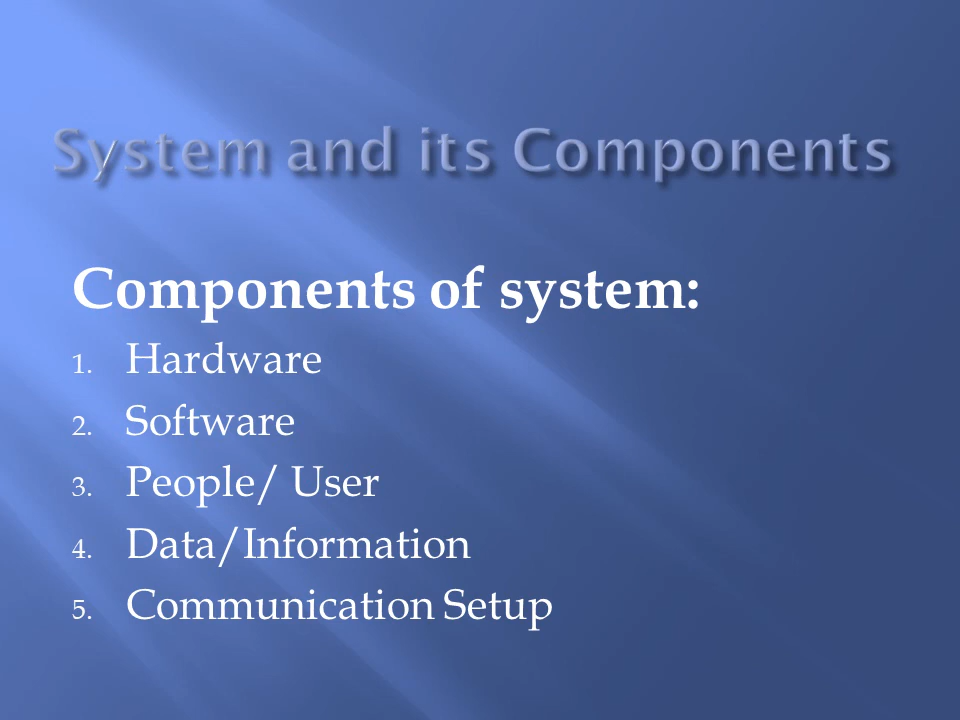 System and its Components
Components of system:
1. Hardware
2. Software
3. People/ User
4. Data/Information
5. Communication Setup